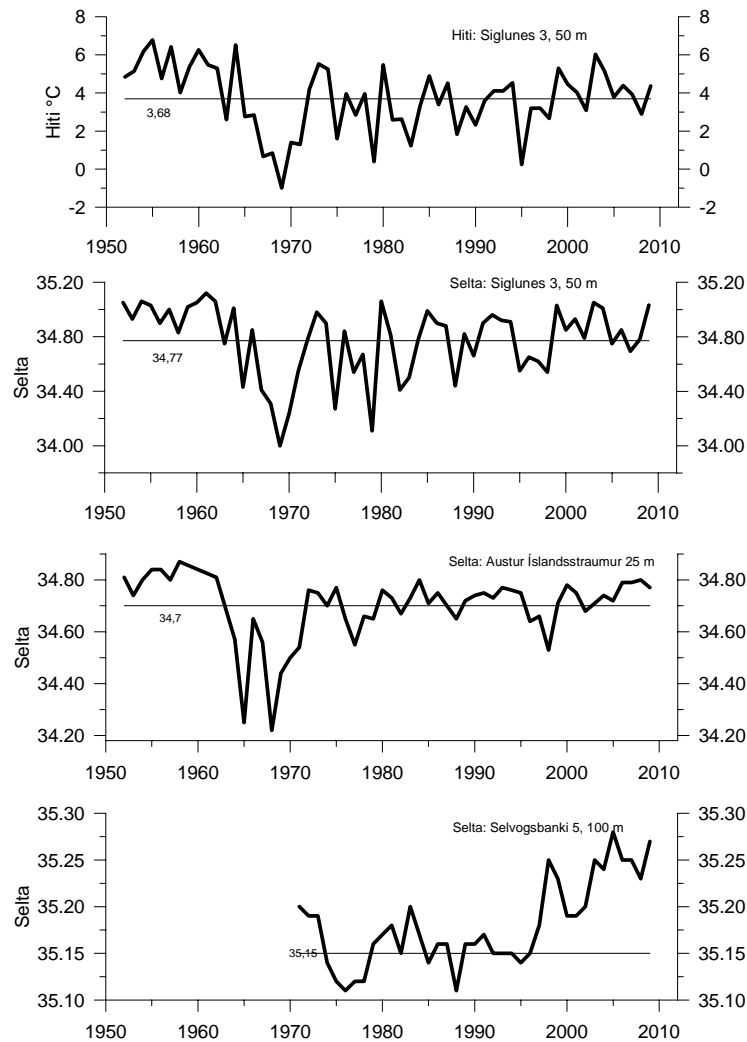 8 8
Hiti: Siglunes 3, 50 m
6 6
4 4
Hiti °C
3,68
2 2
0 0
-2 -2
1950 1960 1970 1980 1990 2000 2010
35.20 35.20
Selta: Siglunes 3, 50 m
34.80 34.80
34,77
Selta
34.40 34.40
34.00 34.00
1950 1960 1970 1980 1990 2000 2010
Selta: Austur Íslandsstraumur 25 m
34.80 34.80
34,7
34.60 34.60
Selta
34.40 34.40
34.20 34.20
1950 1960 1970 1980 1990 2000 2010
35.30 35.30
Selta: Selvogsbanki 5, 100 m
35.25 35.25
35.20 35.20
Selta
35,15
35.15 35.15
35.10 35.10
1950 1960 1970 1980 1990 2000 2010